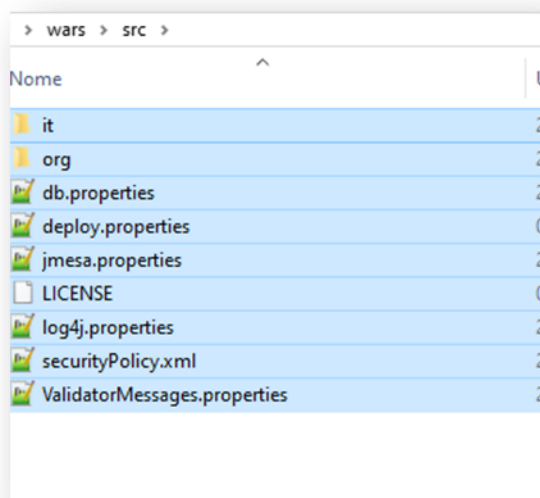 wars > src >
Nome
it
org
db.properties
deploy.properties
jmesa.properties
LICENSE
log4j.properties
securityPolicy.xml
ValidatorMessages.properties